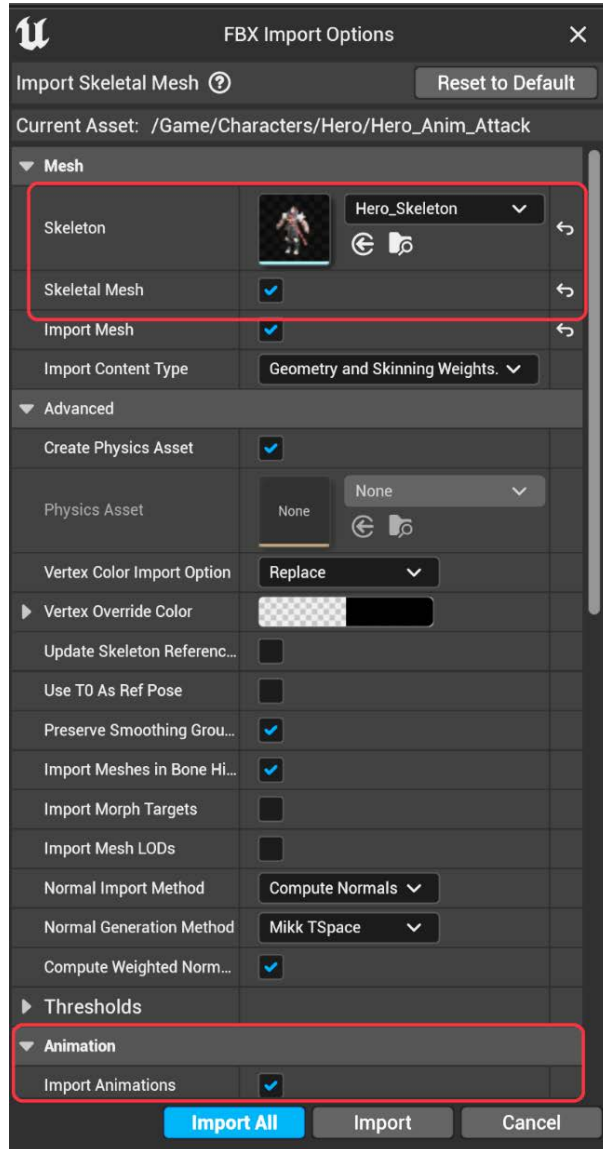 FBX Import Options
Import Skeletal Mesh ? Reset to Default
Current Asset: /Game/Characters/Hero/Hero_Anim_Attack
Mesh
Skeleton Hero_Skeleton
Skeletal Mesh
Import Mesh
Import Content Type Geometry and Skinning Weights.
Advanced
Create Physics Asset
Physics Asset None None
Vertex Color Import Option Replace
Vertex Override Color
Update Skeleton Referenc...
Use T0 As Ref Pose
Preserve Smoothing Grou...
Import Meshes in Bone Hi...
Import Morph Targets
Import Mesh LODs
Normal Import Method Compute Normals
Normal Generation Method Mikk TSpace
Compute Weighted Norm...
Thresholds
Animation
Import Animations
Import All Import Cancel